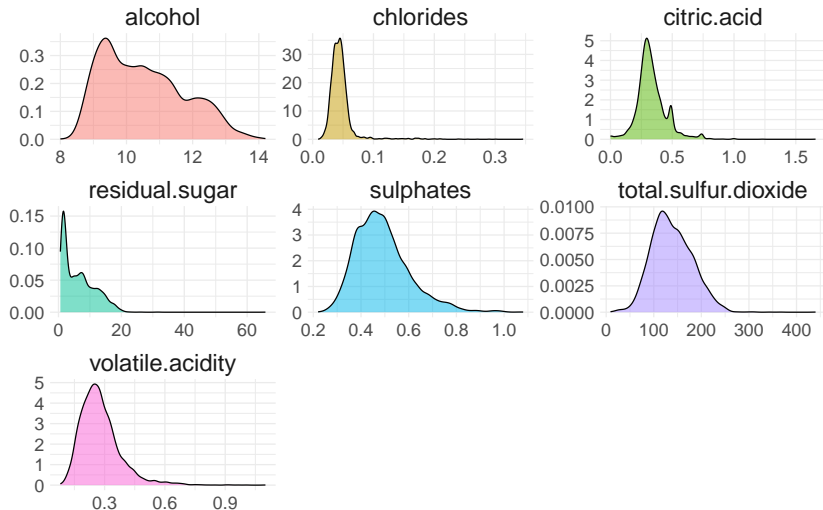 alcohol
0.3
0.2
0.1
0.0
8 10 12 14
chlorides
30
20
10
0
0.0 0.1 0.2 0.3
citric.acid
5
4
3
2
1
0
0.0 0.5 1.0 1.5
residual.sugar
0.15
0.10
0.05
0.00
0 20 40 60
sulphates
4
3
2
1
0
0.2 0.4 0.6 0.8 1.0
total.sulfur.dioxide
0.0100
0.0075
0.0050
0.0025
0.0000
0 100 200 300 400
volatile.acidity
5
4
3
2
1
0
0.3 0.6 0.9